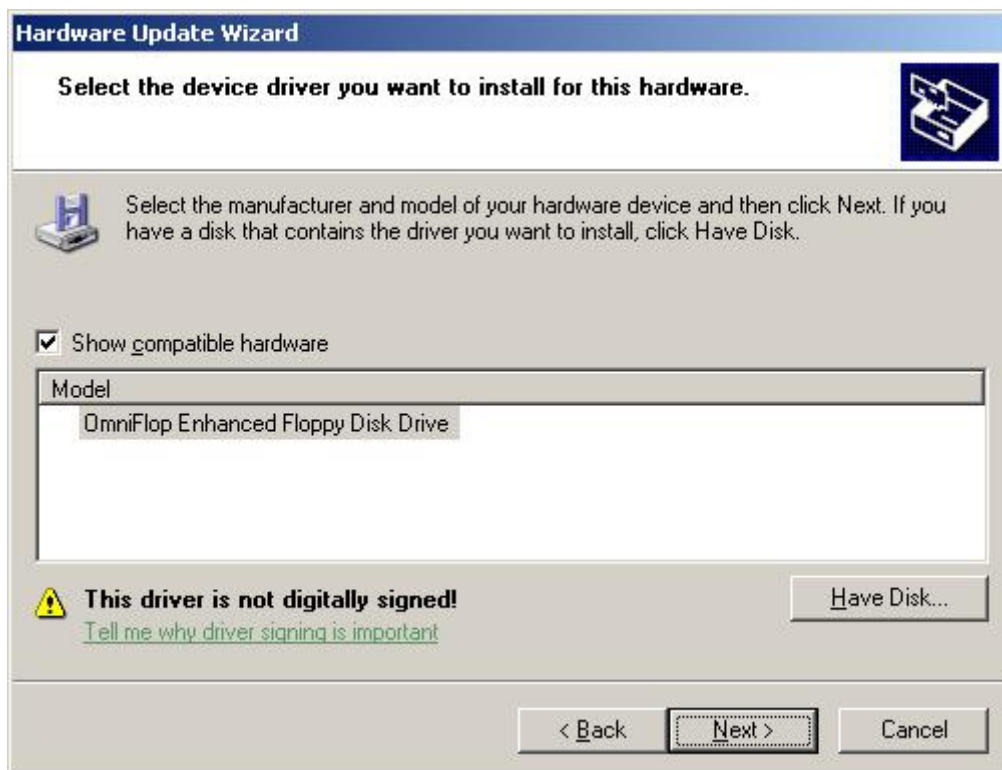 Hardware Update Wizard
Select the device driver you want to install for this hardware.
Select the manufacturer and model of your hardware device and then click Next. If you
have a disk that contains the driver you want to install, click Have Disk.
Show compatible hardware
Model
OmniFlop Enhanced Floppy Disk Drive
This driver is not digitally signed!
Have Disk...
Tell me why driver signing is important
< Back
Next >
Cancel